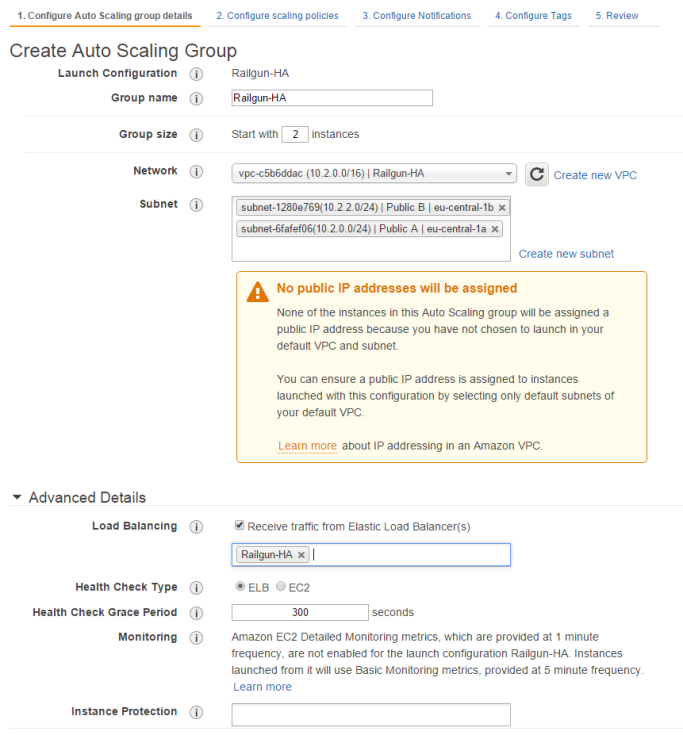 1. Configure Auto Scaling group details 2. Configure scaling policies 3. Configure Notifications 4. Configure Tags 5. Review
Create Auto Scaling Group
Launch Configuration i Railgun-HA
Group name i Railgun-HA
Group size i Start with 2 instances
Network i vpc-c5b6ddac (10.2.0.0/16) | Railgun-HA Create new VPC
Subnet i subnet-1280e769(10.2.2.0/24) | Public B | eu-central-1b ×
subnet-6fafef06(10.2.0.0/24) | Public A | eu-central-1a ×
Create new subnet
No public IP addresses will be assigned
None of the instances in this Auto Scaling group will be assigned a
public IP address because you have not chosen to launch in your
default VPC and subnet.
You can ensure a public IP address is assigned to instances
launched with this configuration by selecting only default subnets of
your default VPC.
Learn more about IP addressing in an Amazon VPC.
Advanced Details
Load Balancing i Receive traffic from Elastic Load Balancer(s)
Railgun-HA ×
Health Check Type i ELB EC2
Health Check Grace Period i 300 seconds
Monitoring i Amazon EC2 Detailed Monitoring metrics, which are provided at 1 minute
frequency, are not enabled for the launch configuration Railgun-HA. Instances
launched from it will use Basic Monitoring metrics, provided at 5 minute frequency.
Learn more
Instance Protection i